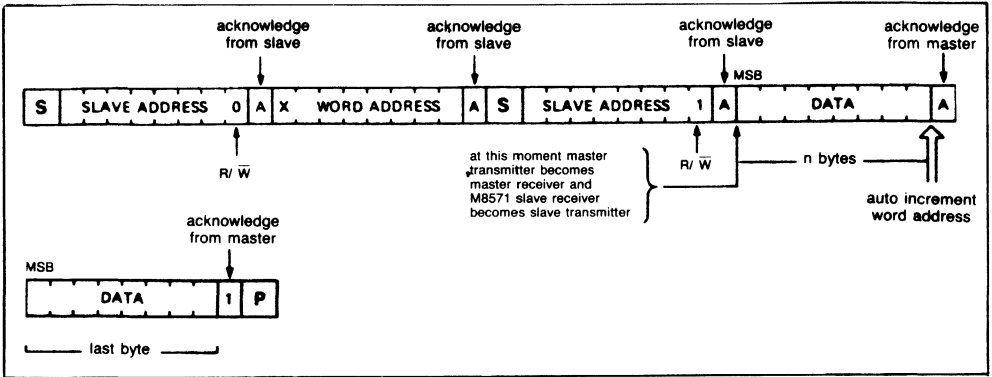 acknowledge
from slave
acknowledge
from slave
acknowledge
from slave
acknowledge
from master
MSB
S SLAVE ADDRESS 0 A X WORD ADDRESS A S SLAVE ADDRESS 1 A DATA A
R/W̅
at this moment master
transmitter becomes
master receiver and
M8571 slave receiver
becomes slave transmitter
R/W̅
n bytes
auto increment
word address
acknowledge
from master
MSB
DATA 1 P
last byte